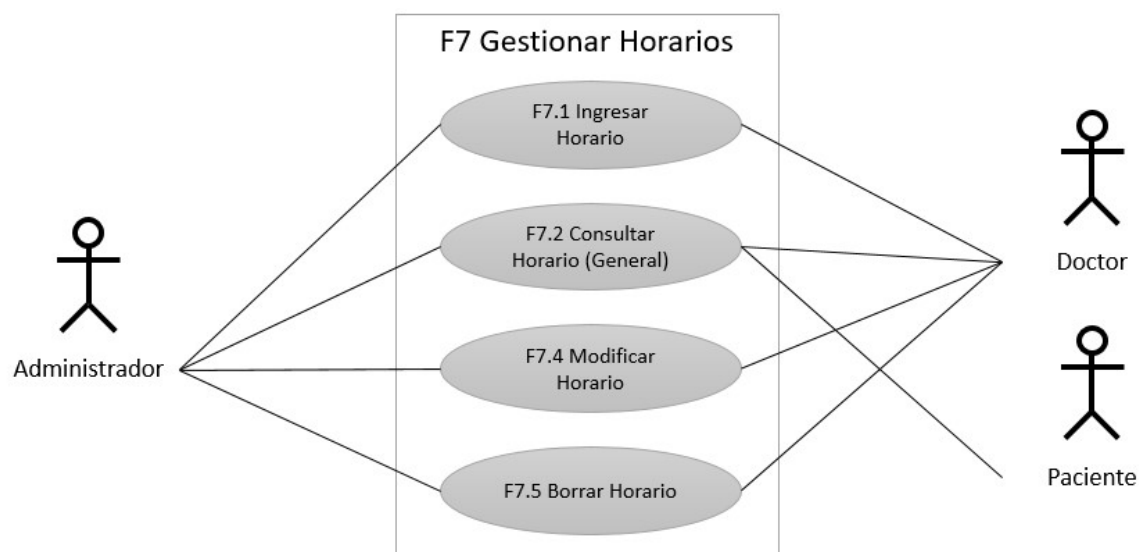 F7 Gestionar Horarios
F7.1 Ingresar
Horario
F7.2 Consultar
Horario (General)
F7.4 Modificar
Horario
F7.5 Borrar Horario
Administrador
Doctor
Paciente